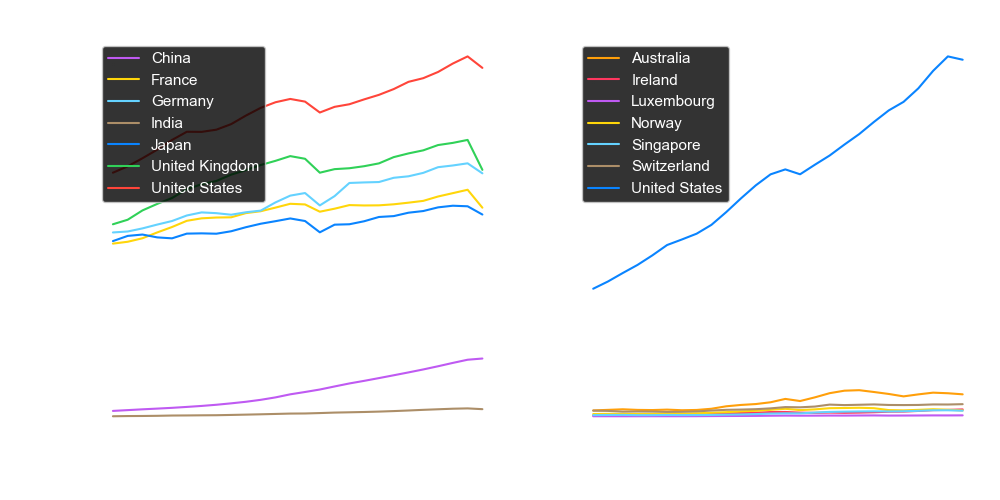 China
France
Germany
India
Japan
United Kingdom
United States
Australia
Ireland
Luxembourg
Norway
Singapore
Switzerland
United States